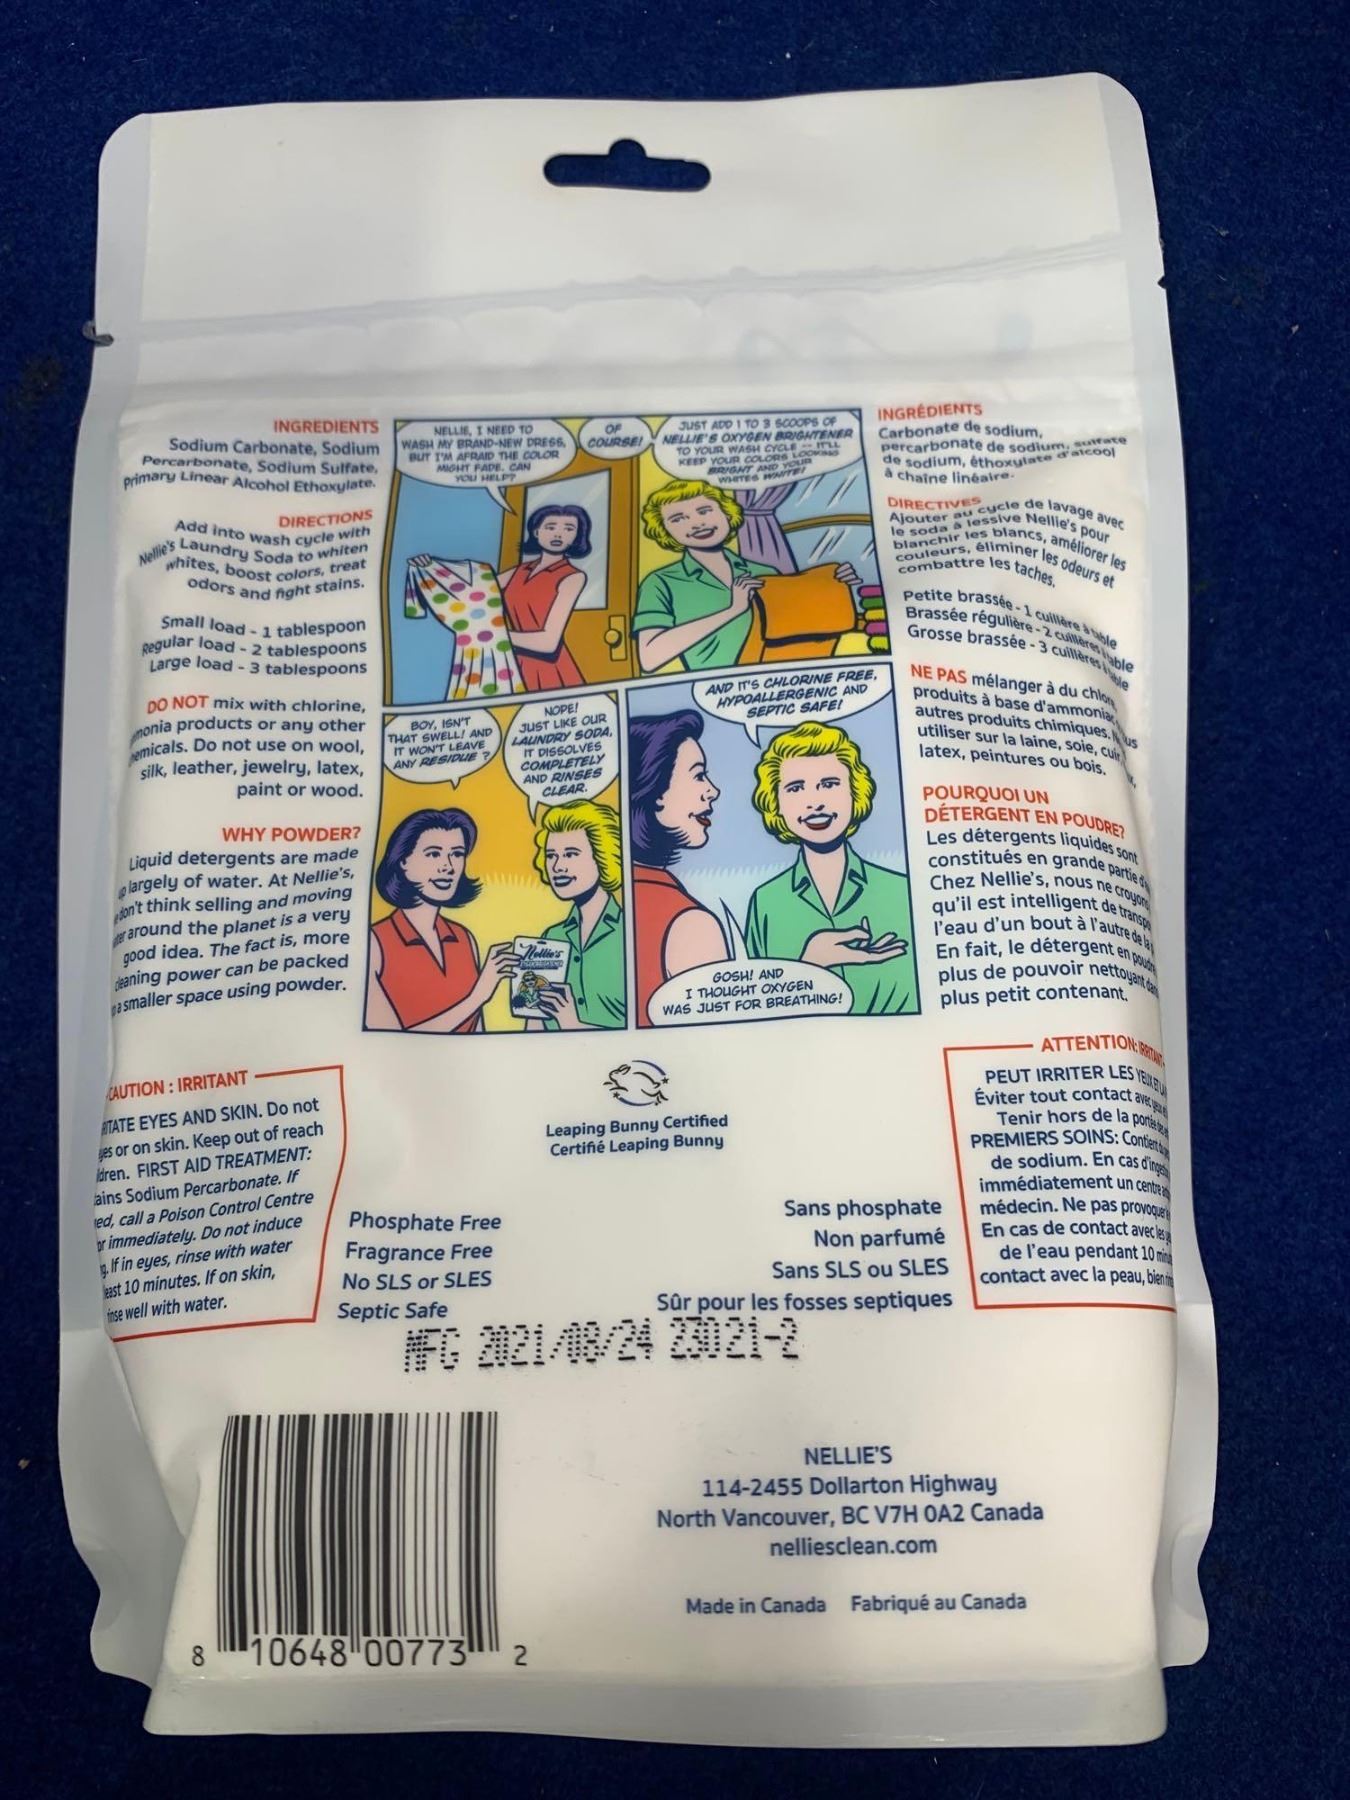 INGREDIENTS
Sodium Carbonate, Sodium
Percarbonate, Sodium Sulfate,
Primary Linear Alcohol Ethoxylate.
DIRECTIONS
Add into wash cycle with
Nellie's Laundry Soda to whiten
whites, boost colors, treat
odors and fight stains.
Small load - 1 tablespoon
Regular load - 2 tablespoons
Large load - 3 tablespoons
DO NOT mix with chlorine,
products or any other
Do not use on wool,
silk, leather, jewelry, latex,
paint or wood.
WHY POWDER?
Liquid detergents are made
largely of water. At Nellie's,
don't think selling and moving
around the planet is a very
good idea. The fact is, more
power can be packed
a smaller space using powder.
CAUTION : IRRITANT
EYES AND SKIN. Do not
or on skin. Keep out of reach
FIRST AID TREATMENT:
Sodium Percarbonate. If
call a Poison Control Centre
immediately. Do not induce
If in eyes, rinse with water
10 minutes. If on skin,
well with water.
NELLIE, I NEED TO
WASH MY BRAND-NEW DRESS,
BUT I'M AFRAID THE COLOR
MIGHT FADE. CAN
YOU HELP?
OF
COURSE!
JUST ADD 1 TO 3 SCOOPS OF
NELLIE'S OXYGEN BRIGHTENER
TO YOUR WASH CYCLE -- IT'LL
KEEP YOUR COLORS LOOKING
BRIGHT AND YOUR
WHITES WHITE!
BOY, ISN'T
THAT SWELL! AND
IT WON'T LEAVE
ANY RESIDUE ?
NOPE!
JUST LIKE OUR
LAUNDRY SODA,
IT DISSOLVES
COMPLETELY
AND RINSES
CLEAR.
Nellie's
AND IT'S CHLORINE FREE,
HYPOALLERGENIC AND
SEPTIC SAFE!
GOSH! AND
I THOUGHT OXYGEN
WAS JUST FOR BREATHING!
INGRÉDIENTS
Carbonate de sodium,
percarbonate de sodium, sulfate
de sodium, éthoxylate d'alcool
à chaîne linéaire.
DIRECTIVES
Ajouter au cycle de lavage avec
le soda à lessive Nellie's pour
blanchir les blancs, améliorer les
couleurs, éliminer les odeurs et
combattre les taches.
Petite brassée - 1 cuillère à table
Brassée régulière - 2 cuillères à table
Grosse brassée - 3 cuillères à table
NE PAS mélanger à du
produits à base d'ammoniac
autres produits chimiques.
utiliser sur la laine, soie, cuir,
latex, peintures ou bois.
POURQUOI UN
DÉTERGENT EN POUDRE?
Les détergents liquides sont
constitués en grande partie
Chez Nellie's, nous ne
qu'il est intelligent de
l'eau d'un bout à l'autre de
En fait, le détergent en
plus de pouvoir nettoyant
plus petit contenant.
ATTENTION: IRRITANT
PEUT IRRITER LES YEUX
Éviter tout contact avec
Tenir hors de la portée
PREMIERS SOINS: Contient
de sodium. En cas
immédiatement un centre
médecin. Ne pas provoquer
En cas de contact avec les
de l'eau pendant 10
contact avec la peau, bien
Leaping Bunny Certified
Certifié Leaping Bunny
Phosphate Free
Fragrance Free
No SLS or SLES
Septic Safe
Sans phosphate
Non parfumé
Sans SLS ou SLES
Sûr pour les fosses septiques
MFG 2021/08/24 23021-2
8 10648 00773 2
NELLIE'S
114-2455 Dollarton Highway
North Vancouver, BC V7H 0A2 Canada
nelliesclean.com
Made in Canada Fabriqué au Canada